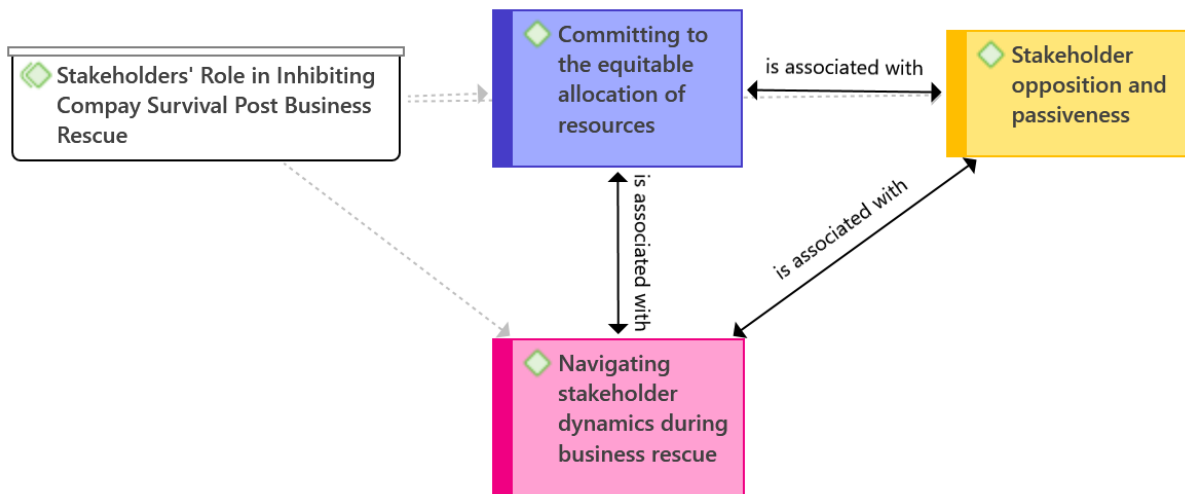 Stakeholders' Role in Inhibiting
Compay Survival Post Business
Rescue
Committing to
the equitable
allocation of
resources
is associated with
Stakeholder
opposition and
passiveness
is associated with
is associated with
Navigating
stakeholder
dynamics during
business rescue